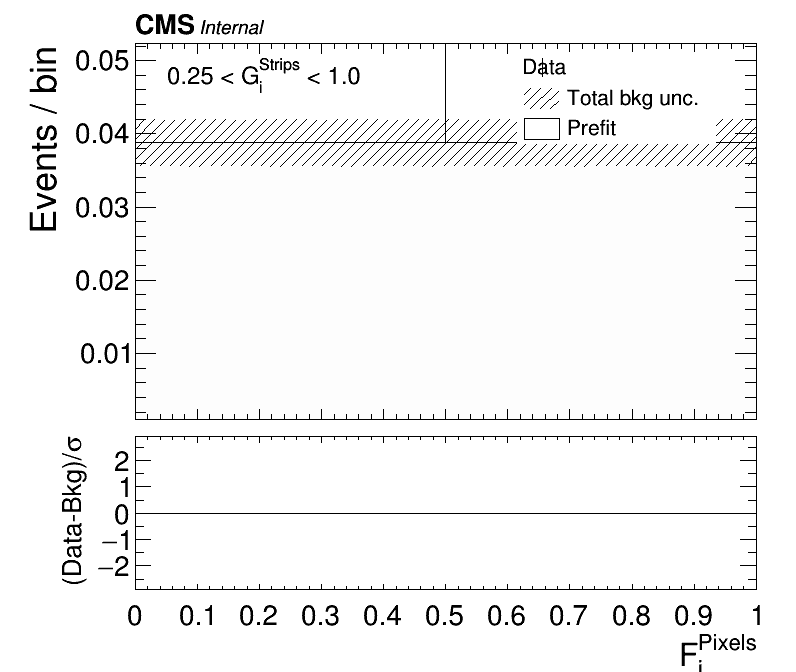 CMS Internal
Events / bin
0.05
0.04
0.03
0.02
0.01
0.25 < G_i^Strips < 1.0
Data
Total bkg unc.
Prefit
(Data-Bkg)/σ
2
1
0
−1
−2
0 0.1 0.2 0.3 0.4 0.5 0.6 0.7 0.8 0.9 1
F_i^Pixels